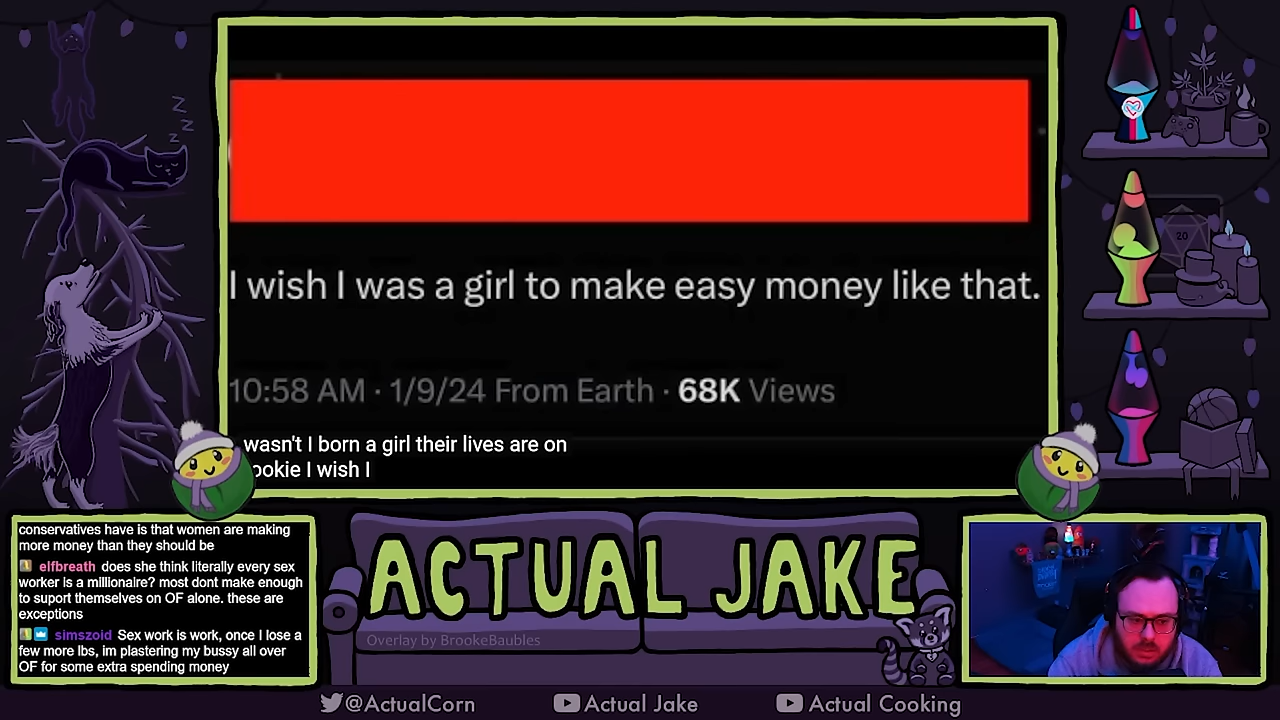 I wish I was a girl to make easy money like that.
10:58 AM · 1/9/24 From Earth · 68K Views
wasn't I born a girl their lives are on
ookie I wish I
conservatives have is that women are making
more money than they should be
elfbreath does she think literally every sex
worker is a millionaire? most dont make enough
to suport themselves on OF alone. these are
exceptions
simszoid Sex work is work, once I lose a
few more lbs, im plastering my bussy all over
OF for some extra spending money
ACTUAL JAKE
Overlay by BrookeBaubles
@ActualCorn Actual Jake Actual Cooking
z z z z
20